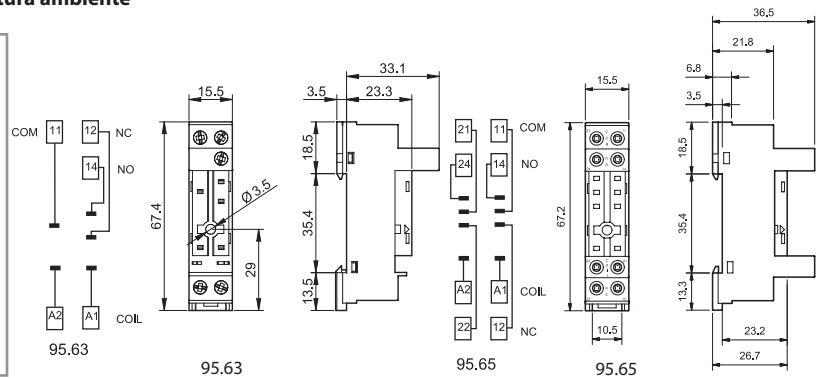 tura ambiente
COM 11 12 NC
14 NO
A2 A1 COIL
95.63
15.5
67.4
Ø 3.5
29
95.63
33.1
3.5 23.3
18.5
35.4
13.5
21 11 COM
24 14 NO
A2 A1 COIL
22 12 NC
95.65
15.5
67.2
10.5
95.65
36.5
21.8
6.8
3.5
18.5
35.4
13.3
23.2
26.7